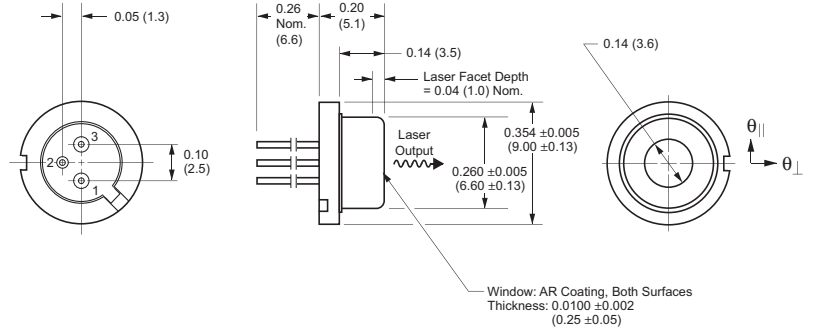 0.05 (1.3)
3
2
1
0.10
(2.5)
0.26
Nom.
(6.6)
0.20
(5.1)
0.14 (3.5)
Laser Facet Depth
= 0.04 (1.0) Nom.
Laser
Output
0.354 ±0.005
(9.00 ±0.13)
0.260 ±0.005
(6.60 ±0.13)
Window: AR Coating, Both Surfaces
Thickness: 0.0100 ±0.002
(0.25 ±0.05)
0.14 (3.6)
θ||
θ⊥